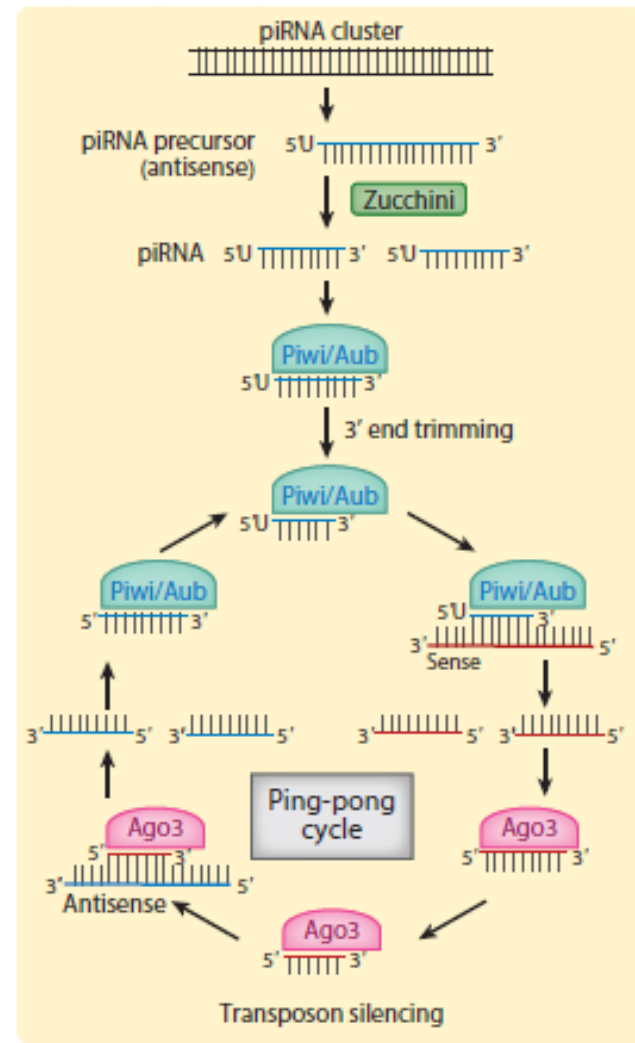 piRNA cluster
piRNA precursor 5'U 3'
(antisense)
Zucchini
piRNA 5'U 3' 5'U 3'
Piwi/Aub
5'U 3'
3' end trimming
Piwi/Aub
5'U 3'
Piwi/Aub
5' 3'
Piwi/Aub
5'U 3'
3' 5'
Sense
3' 5' 3' 5'
3' 5' 3' 5'
Ping-pong
cycle
Ago3
5' 3'
3' 5'
Antisense
Ago3
5' 3'
Ago3
5' 3'
Transposon silencing